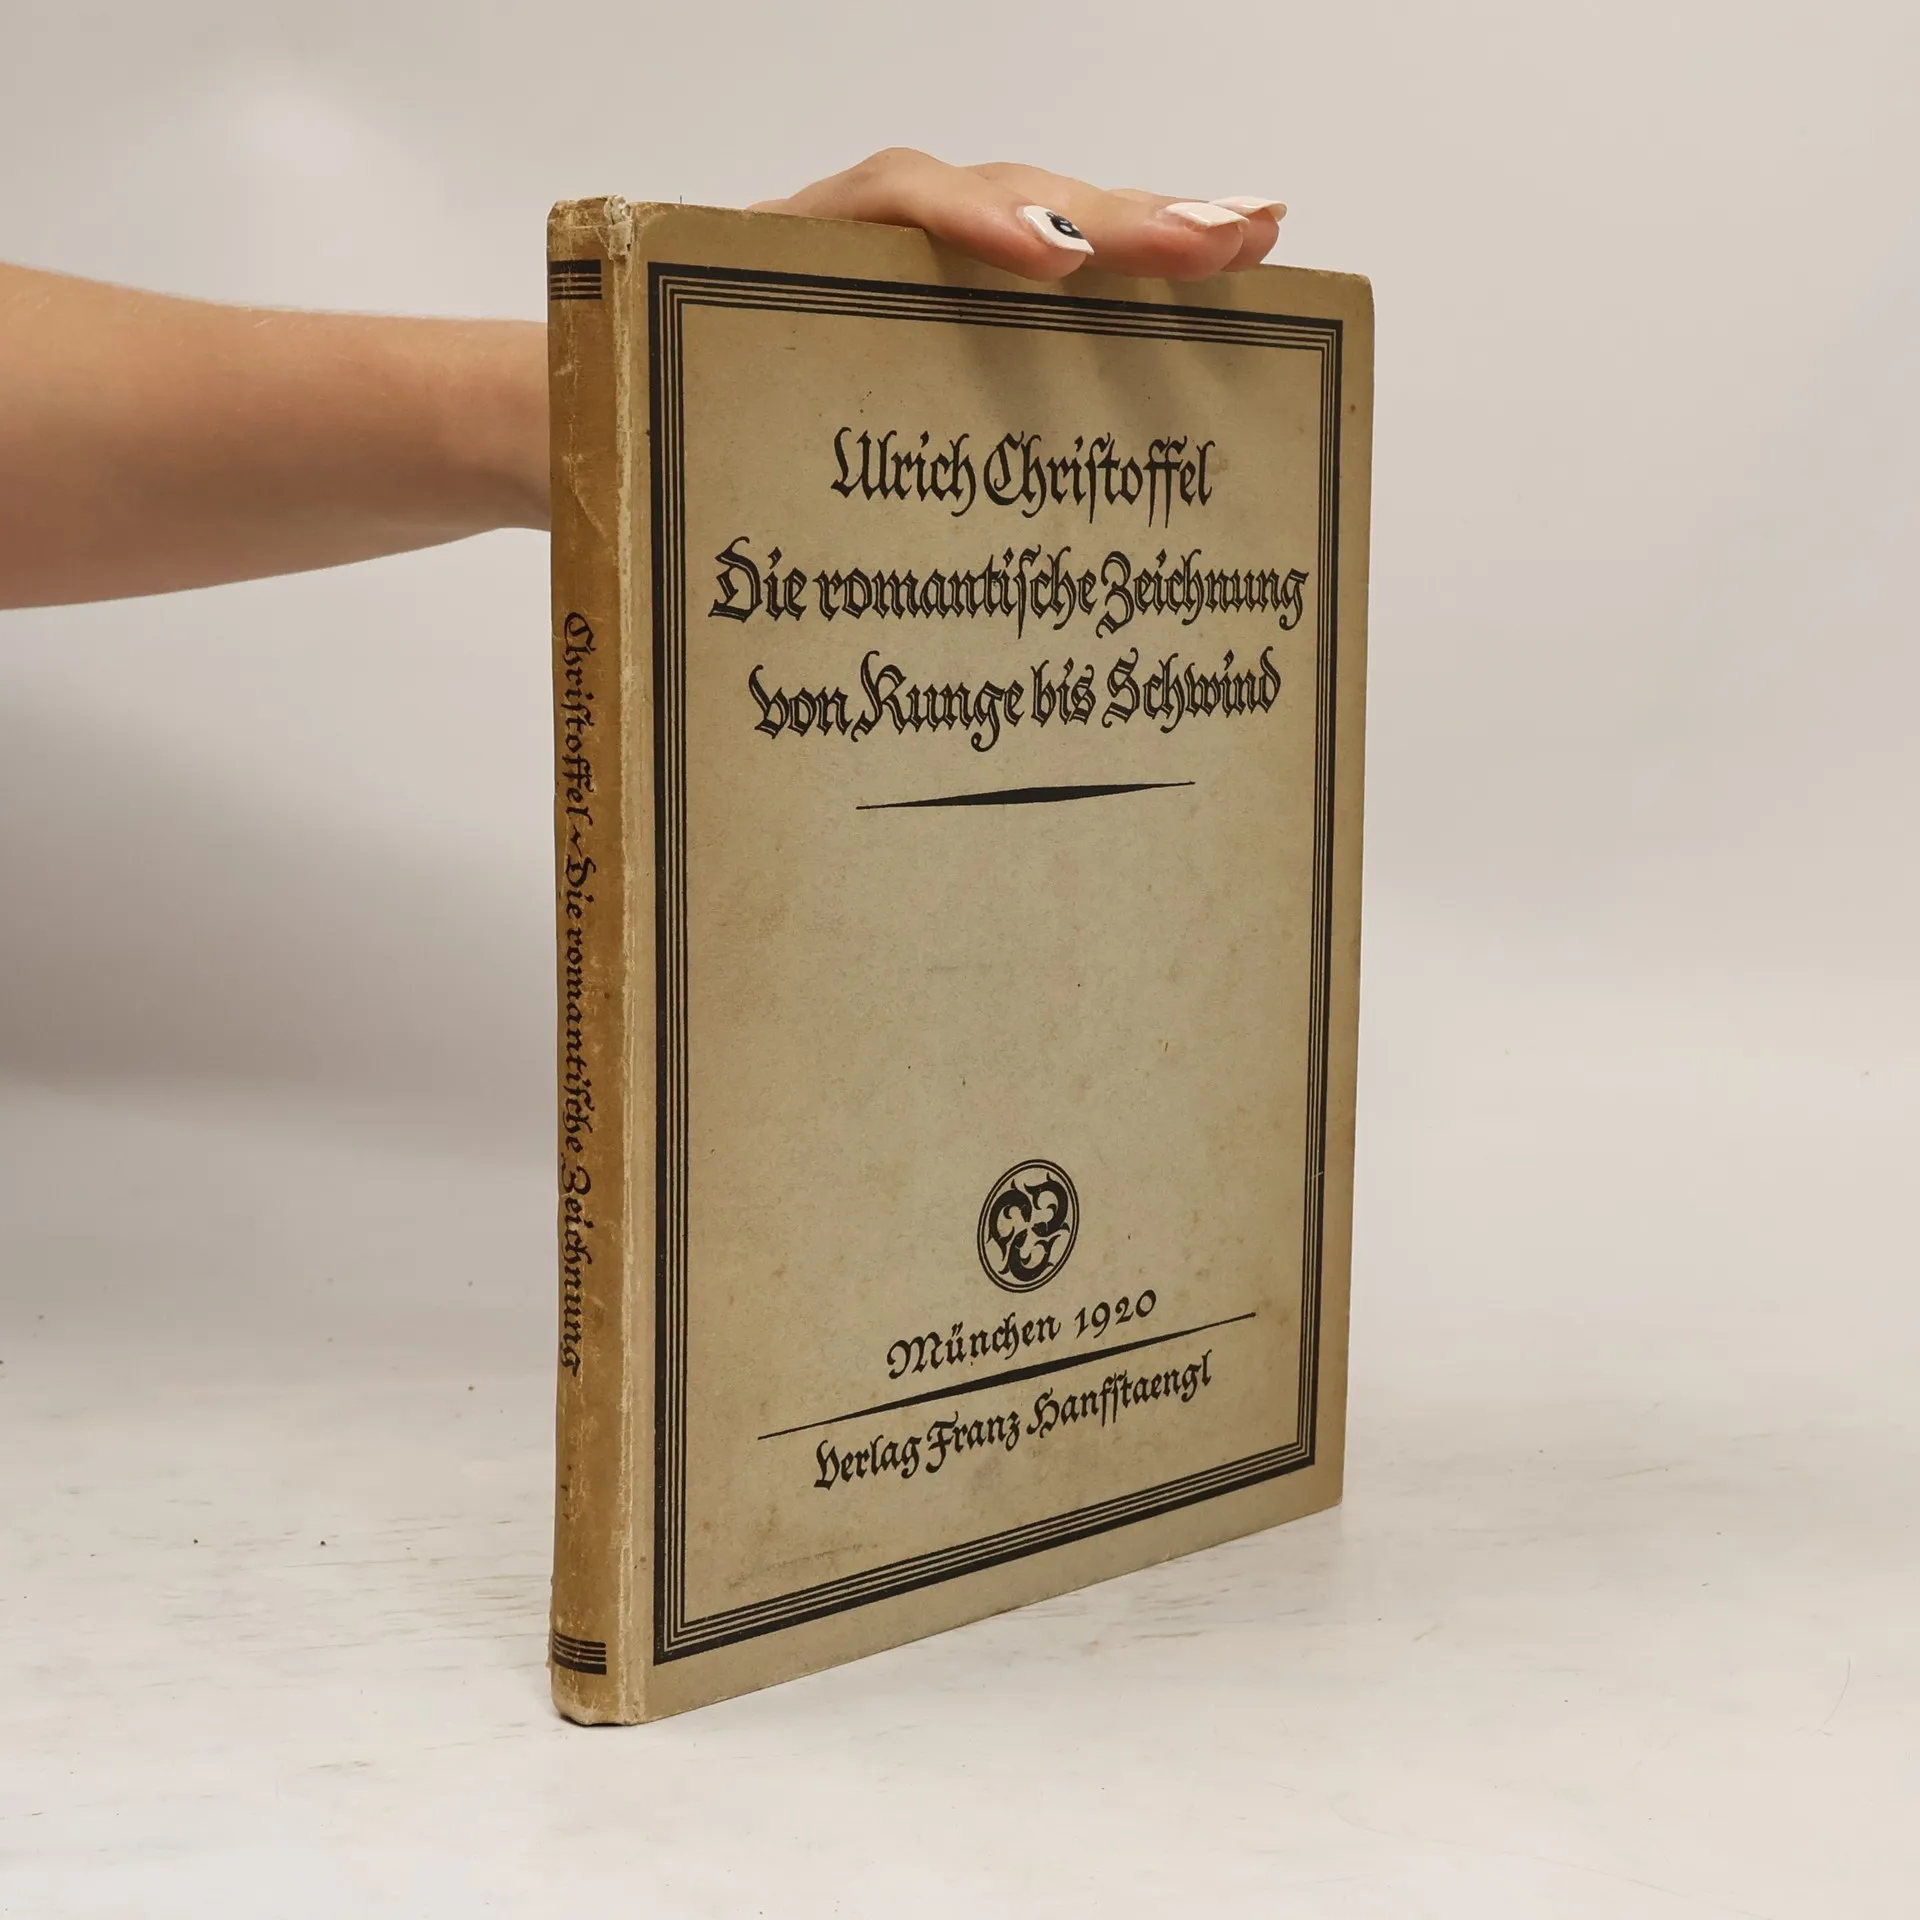 Ulrich Chriſtoffel
Die romantiſche Zeichnung
von Runge bis Schwind
München 1920
Verlag Franz Hanfſtaengl
Chriſtoffel ~ Die romantiſche Zeichnung